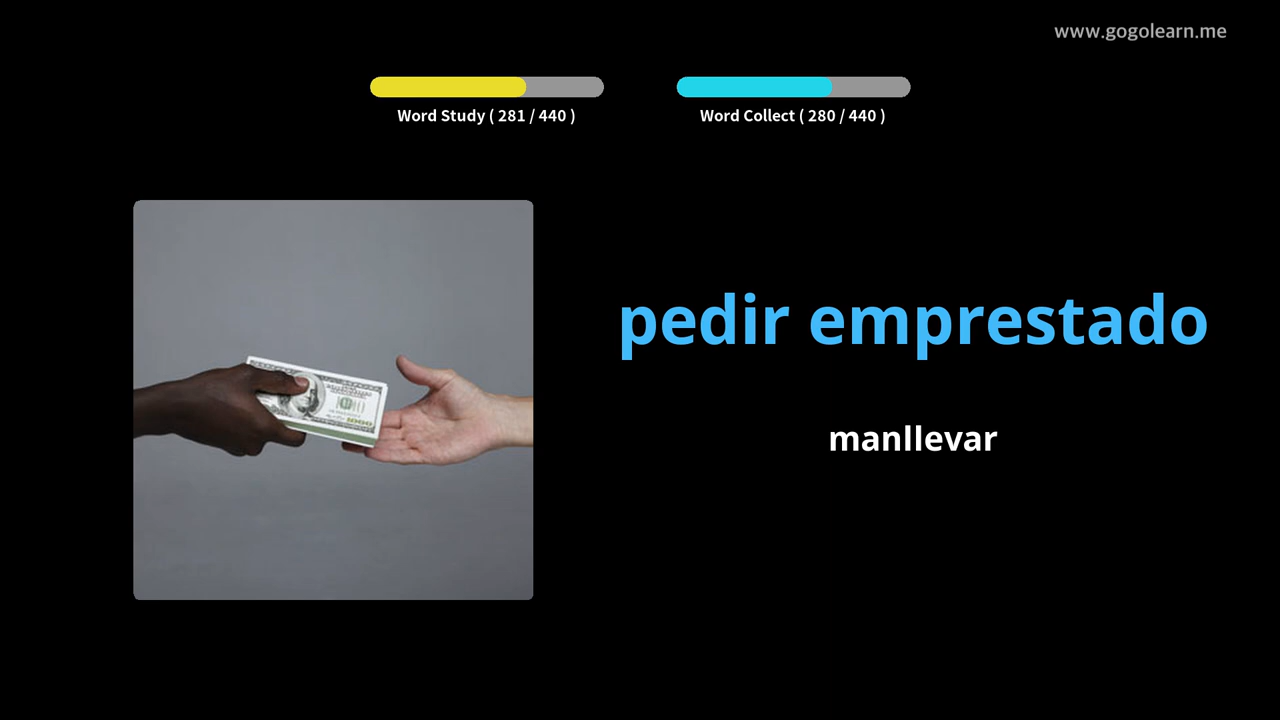 www.gogolearn.me
Word Study ( 281 / 440 )
Word Collect ( 280 / 440 )
pedir emprestado
manllevar